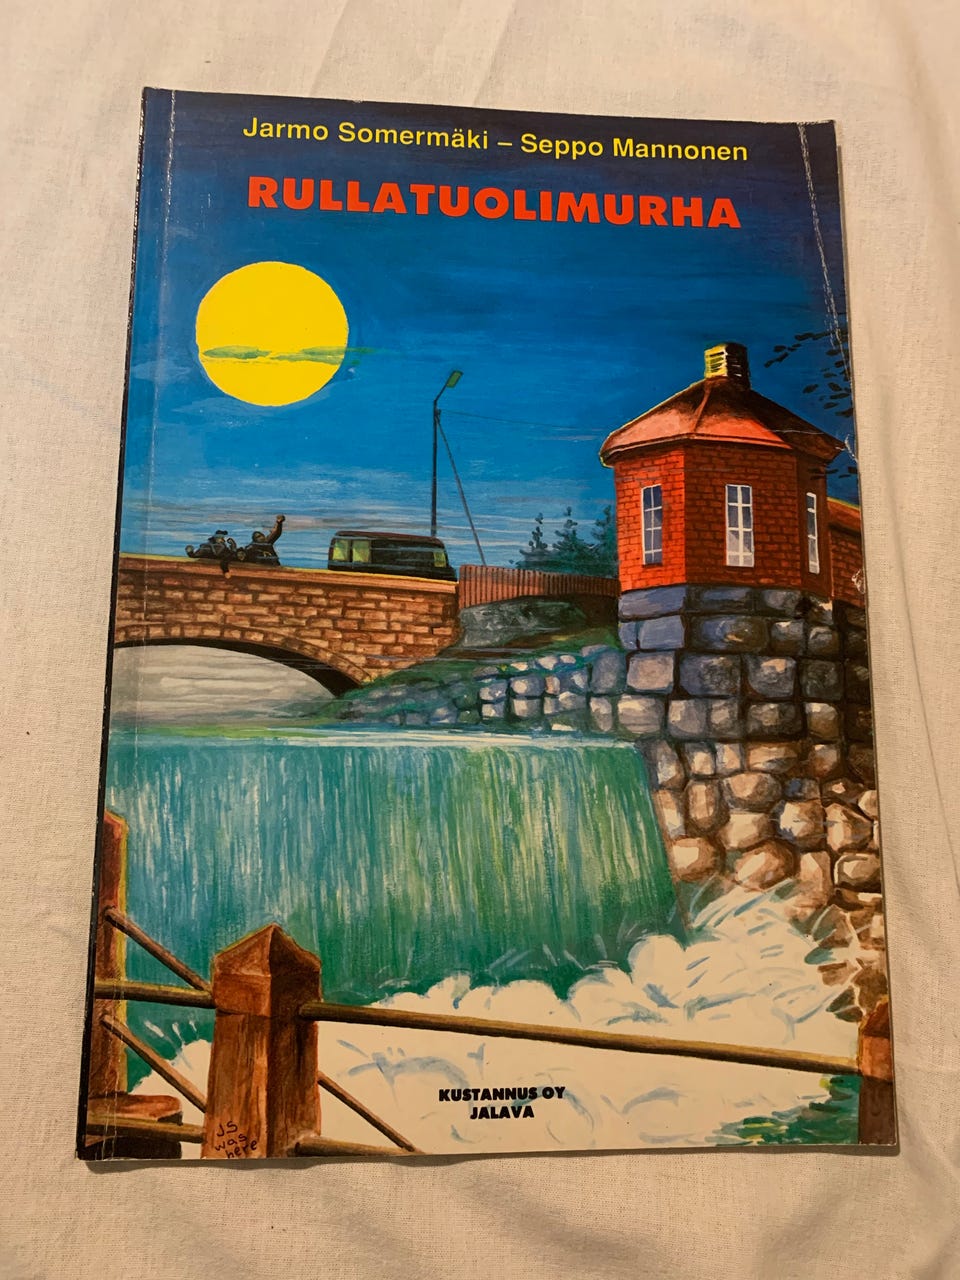 Jarmo Somermäki – Seppo Mannonen
RULLATUOLIMURHA
KUSTANNUS OY
JALAVA
JS
was
here